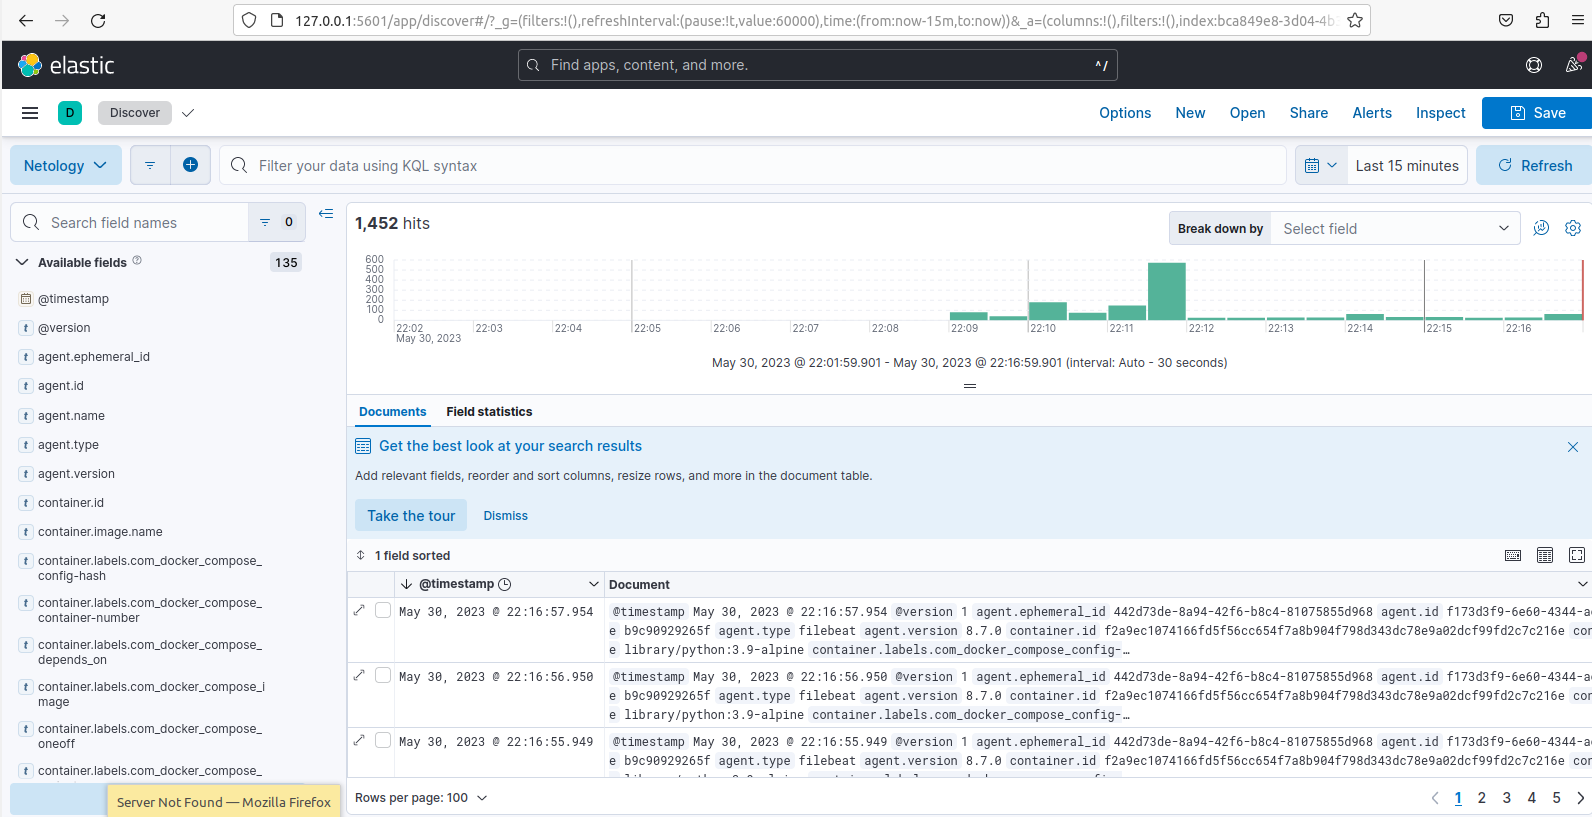 127.0.0.1:5601/app/discover#/?_g=(filters:!(),refreshInterval:(pause:!t,value:60000),time:(from:now-15m,to:now))&_a=(columns:!(),filters:!(),index:bca849e8-3d04-4b
elastic
Find apps, content, and more.
^/
D
Discover
Options
New
Open
Share
Alerts
Inspect
Save
Netology
Filter your data using KQL syntax
Last 15 minutes
Refresh
Search field names
0
Available fields
135
@timestamp
@version
agent.ephemeral_id
agent.id
agent.name
agent.type
agent.version
container.id
container.image.name
container.labels.com_docker_compose_
config-hash
container.labels.com_docker_compose_
container-number
container.labels.com_docker_compose_
depends_on
container.labels.com_docker_compose_i
mage
container.labels.com_docker_compose_
oneoff
container.labels.com_docker_compose_
Server Not Found — Mozilla Firefox
1,452 hits
Break down by
Select field
600
500
400
300
200
100
0
22:02
May 30, 2023
22:03
22:04
22:05
22:06
22:07
22:08
22:09
22:10
22:11
22:12
22:13
22:14
22:15
22:16
May 30, 2023 @ 22:01:59.901 - May 30, 2023 @ 22:16:59.901 (interval: Auto - 30 seconds)
Documents
Field statistics
Get the best look at your search results
Add relevant fields, reorder and sort columns, resize rows, and more in the document table.
Take the tour
Dismiss
1 field sorted
@timestamp
Document
May 30, 2023 @ 22:16:57.954
@timestamp May 30, 2023 @ 22:16:57.954 @version 1 agent.ephemeral_id 442d73de-8a94-42f6-b8c4-81075855d968 agent.id f173d3f9-6e60-4344-a
e b9c90929265f agent.type filebeat agent.version 8.7.0 container.id f2a9ec1074166fd5f56cc654f7a8b904f798d343dc78e9a02dcf99fd2c7c216e con
e library/python:3.9-alpine container.labels.com_docker_compose_config-…
May 30, 2023 @ 22:16:56.950
@timestamp May 30, 2023 @ 22:16:56.950 @version 1 agent.ephemeral_id 442d73de-8a94-42f6-b8c4-81075855d968 agent.id f173d3f9-6e60-4344-a
e b9c90929265f agent.type filebeat agent.version 8.7.0 container.id f2a9ec1074166fd5f56cc654f7a8b904f798d343dc78e9a02dcf99fd2c7c216e con
e library/python:3.9-alpine container.labels.com_docker_compose_config-…
May 30, 2023 @ 22:16:55.949
@timestamp May 30, 2023 @ 22:16:55.949 @version 1 agent.ephemeral_id 442d73de-8a94-42f6-b8c4-81075855d968 agent.id f173d3f9-6e60-4344-a
e b9c90929265f agent.type filebeat agent.version 8.7.0 container.id f2a9ec1074166fd5f56cc654f7a8b904f798d343dc78e9a02dcf99fd2c7c216e con
Rows per page: 100
1 2 3 4 5